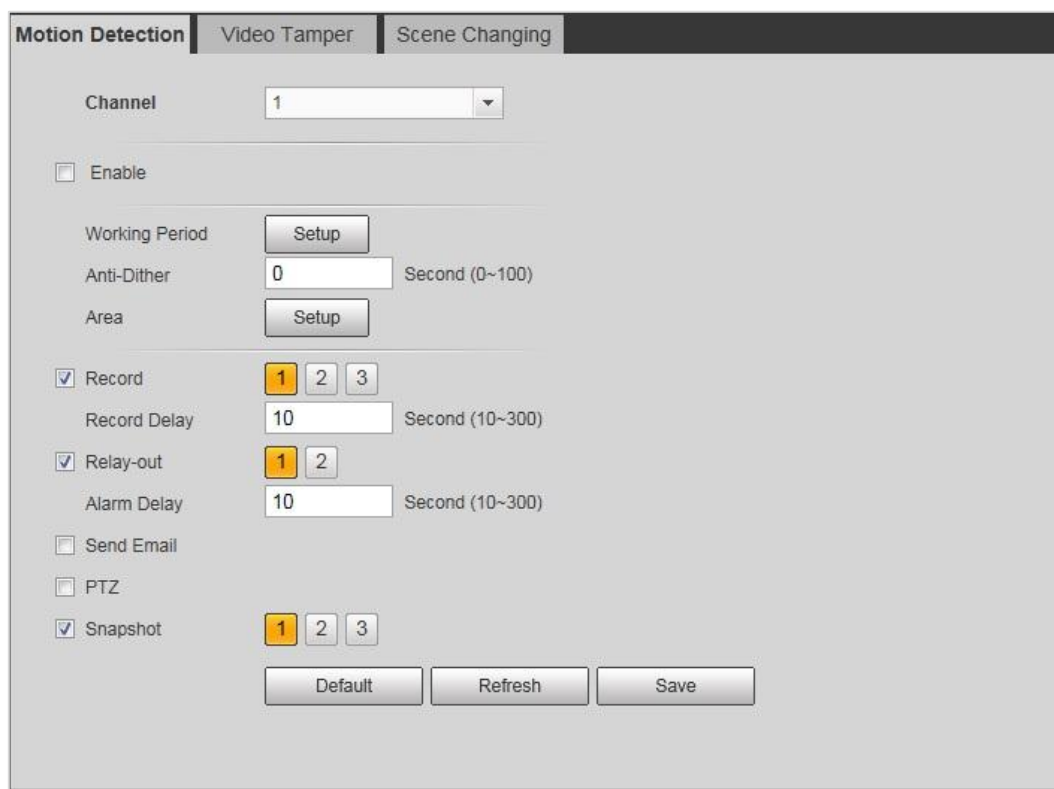 Motion Detection Video Tamper Scene Changing
Channel 1
Enable
Working Period Setup
Anti-Dither 0 Second (0~100)
Area Setup
Record 1 2 3
Record Delay 10 Second (10~300)
Relay-out 1 2
Alarm Delay 10 Second (10~300)
Send Email
PTZ
Snapshot 1 2 3
Default Refresh Save